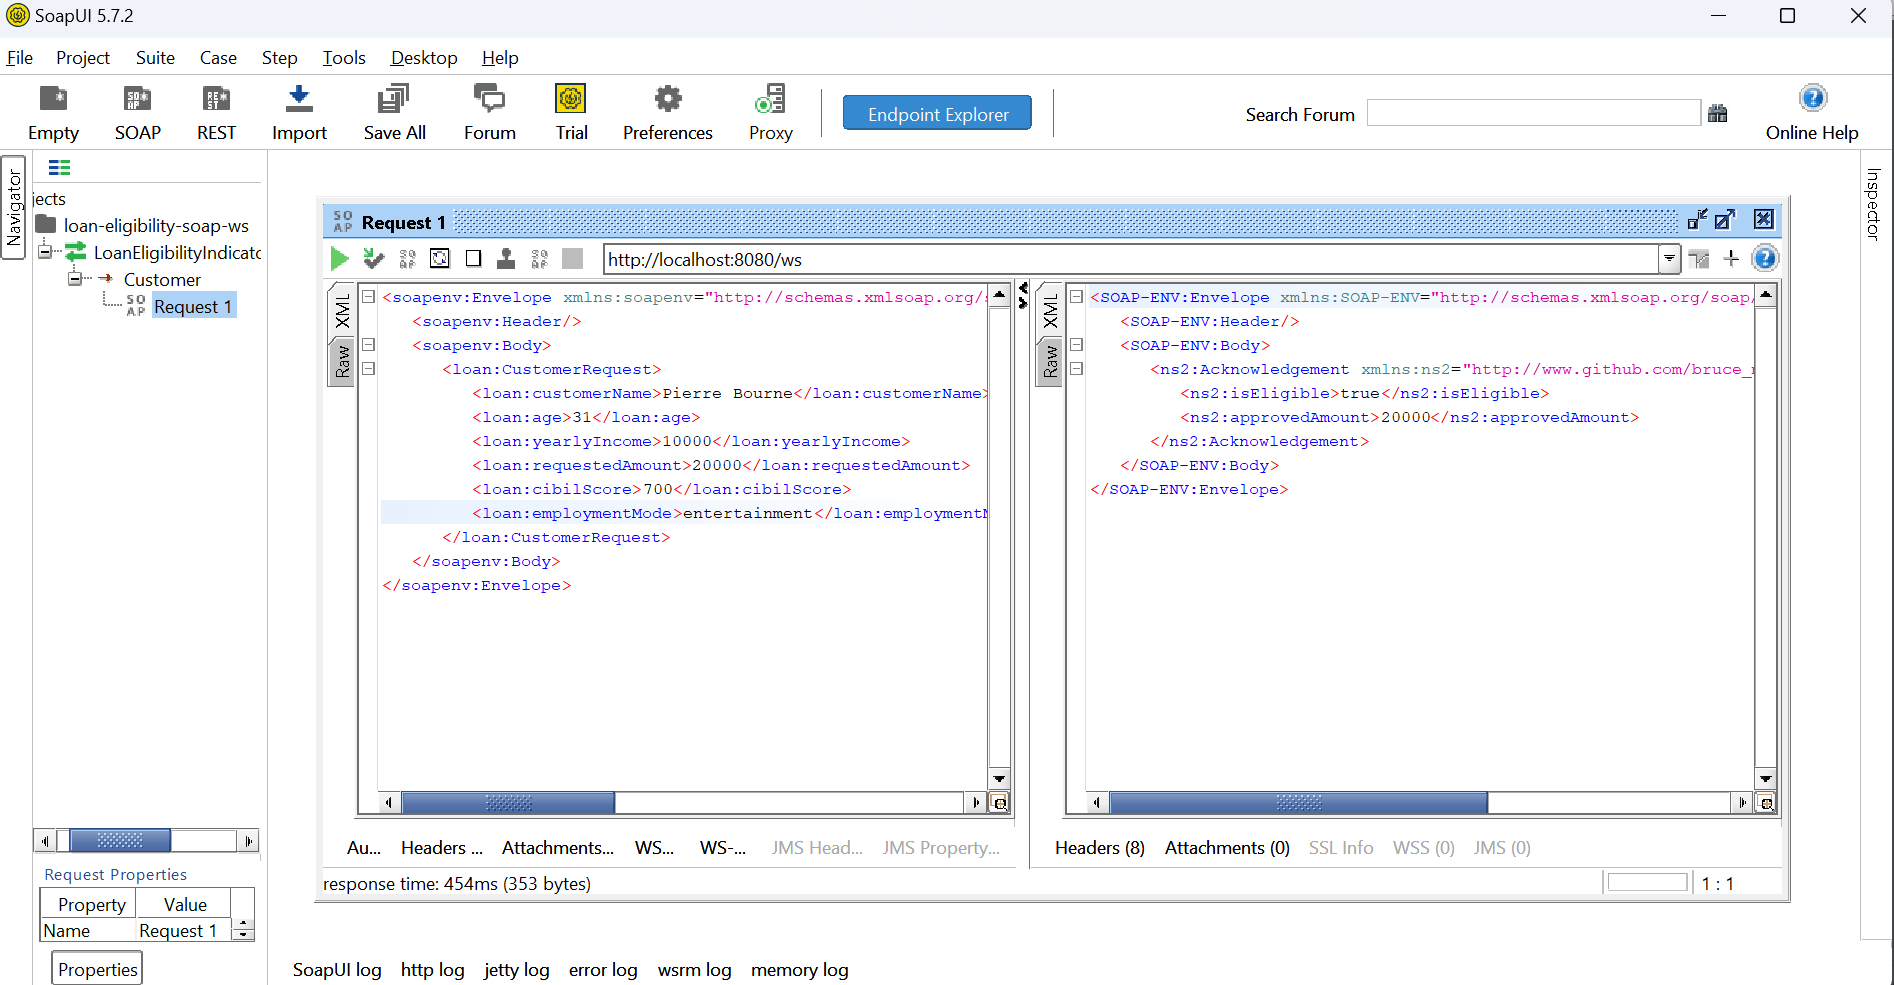 SoapUI 5.7.2
File Project Suite Case Step Tools Desktop Help
Empty SOAP REST Import Save All Forum Trial Preferences Proxy
Endpoint Explorer
Search Forum
Online Help
Navigator
jects
loan-eligibility-soap-ws
LoanEligibilityIndicato
Customer
Request 1
Inspector
Request 1
http://localhost:8080/ws
XML
Raw
<soapenv:Envelope xmlns:soapenv="http://schemas.xmlsoap.org/
<soapenv:Header/>
<soapenv:Body>
<loan:CustomerRequest>
<loan:customerName>Pierre Bourne</loan:customerName>
<loan:age>31</loan:age>
<loan:yearlyIncome>10000</loan:yearlyIncome>
<loan:requestedAmount>20000</loan:requestedAmount>
<loan:cibilScore>700</loan:cibilScore>
<loan:employmentMode>entertainment</loan:employment
</loan:CustomerRequest>
</soapenv:Body>
</soapenv:Envelope>
XML
Raw
<SOAP-ENV:Envelope xmlns:SOAP-ENV="http://schemas.xmlsoap.org/soap/
<SOAP-ENV:Header/>
<SOAP-ENV:Body>
<ns2:Acknowledgement xmlns:ns2="http://www.github.com/bruce_
<ns2:isEligible>true</ns2:isEligible>
<ns2:approvedAmount>20000</ns2:approvedAmount>
</ns2:Acknowledgement>
</SOAP-ENV:Body>
</SOAP-ENV:Envelope>
Au... Headers ... Attachments... WS... WS-... JMS Head... JMS Property...
Headers (8) Attachments (0) SSL Info WSS (0) JMS (0)
response time: 454ms (353 bytes)
1 : 1
Request Properties
Property Value
Name Request 1
Properties
SoapUI log http log jetty log error log wsrm log memory log